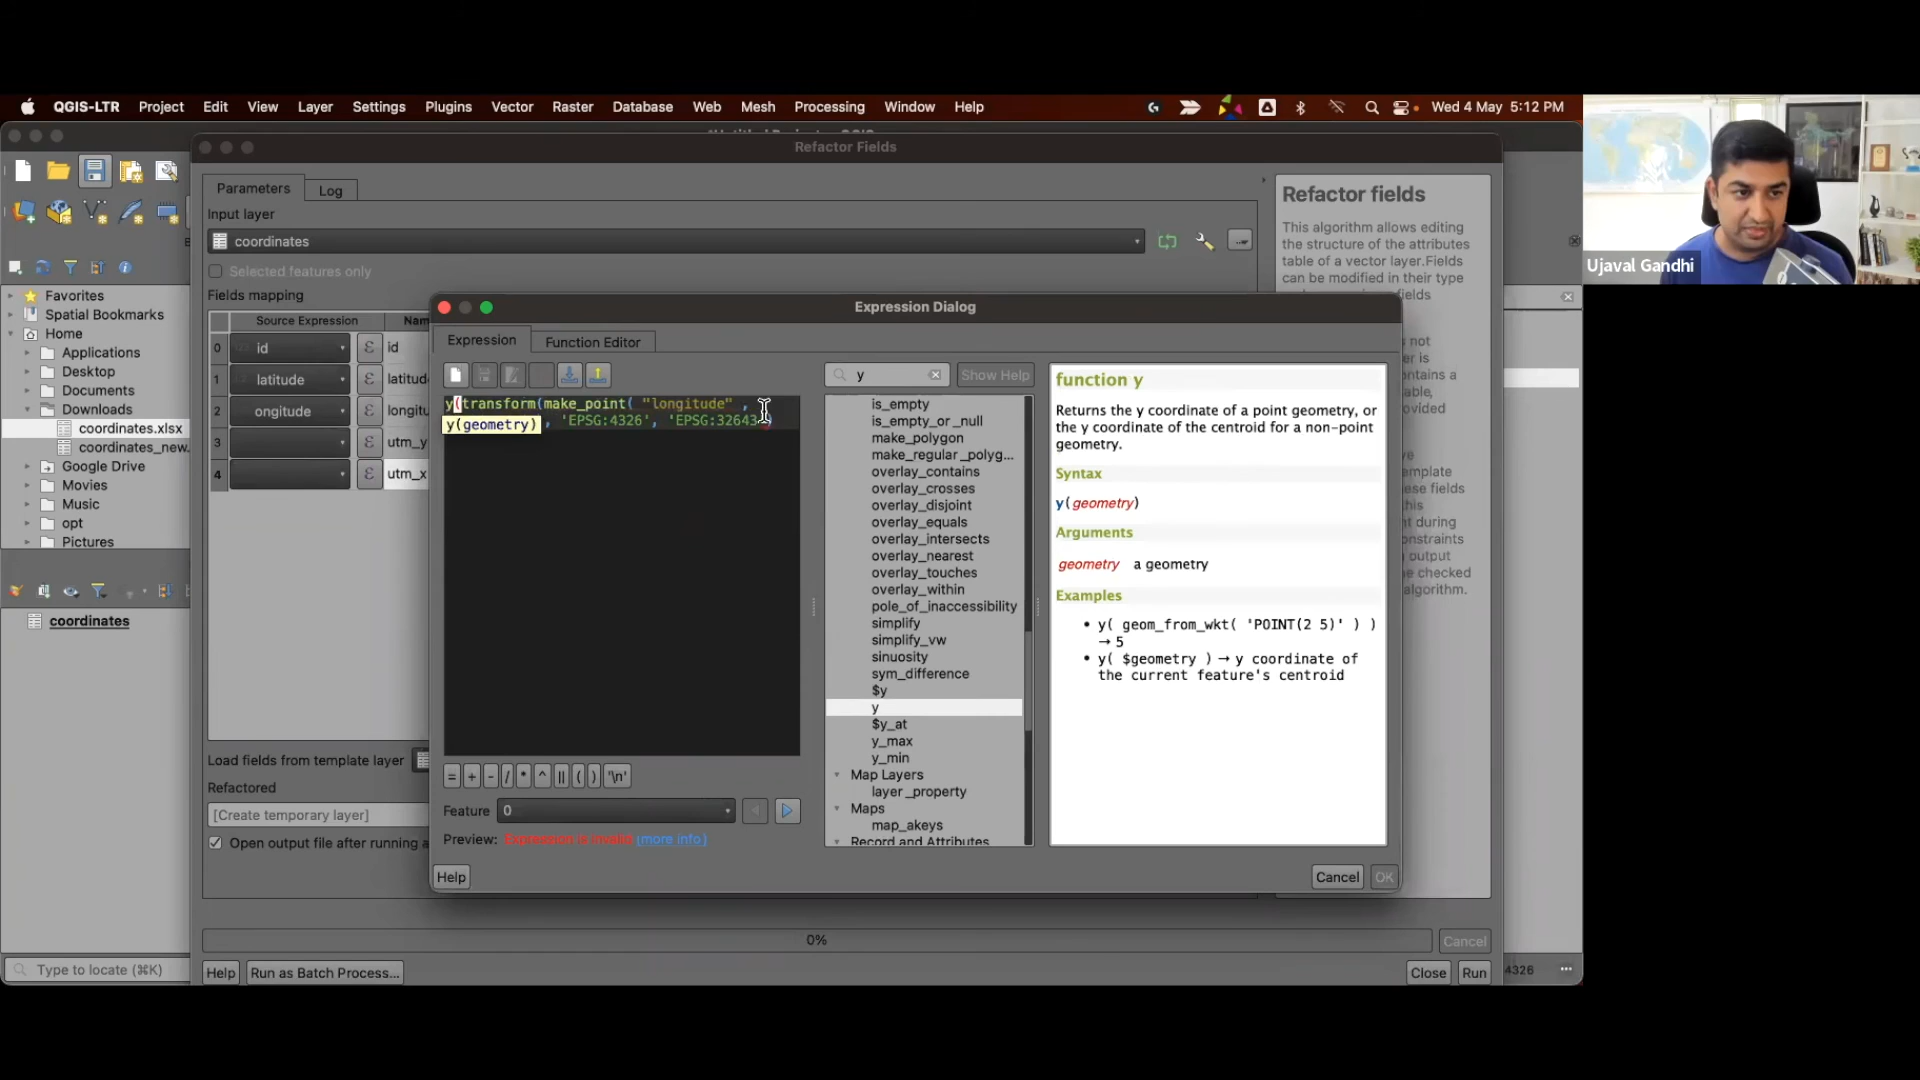 QGIS-LTR Project Edit View Layer Settings Plugins Vector Raster Database Web Mesh Processing Window Help Wed 4 May 5:12 PM
Refactor Fields
Parameters Log
Input layer
coordinates
Selected features only
Fields mapping
Source Expression
0 id id
1 latitude
2 ongitude
3 utm_y
4 utm_x
Load fields from template layer
Refactored
[Create temporary layer]
Open output file after running a
0%
Cancel
Help Run as Batch Process... Close Run
Refactor fields
This algorithm allows editing
the structure of the attributes
table of a vector layer.Fields
can be modified in their type
Favorites
Spatial Bookmarks
Home
Applications
Desktop
Documents
Downloads
coordinates.xlsx
coordinates_new.
Google Drive
Movies
Music
opt
Pictures
coordinates
Type to locate (⌘K)
4326
Expression Dialog
Expression Function Editor
y(transform(make_point( "longitude" ,
y(geometry) , 'EPSG:4326', 'EPSG:32643
= + - / * ^ || ( ) '\n'
Feature 0
Preview: Expression is invalid (more info)
Help
y Show Help
is_empty
is_empty_or _null
make_polygon
make_regular _polyg...
overlay_contains
overlay_crosses
overlay_disjoint
overlay_equals
overlay_intersects
overlay_nearest
overlay_touches
overlay_within
pole_of_inaccessibility
simplify
simplify_vw
sinuosity
sym_difference
$y
y
$y_at
y_max
y_min
Map Layers
layer _property
Maps
map_akeys
Record and Attributes
function y
Returns the y coordinate of a point geometry, or
the y coordinate of the centroid for a non-point
geometry.
Syntax
y(geometry)
Arguments
geometry a geometry
Examples
• y( geom_from_wkt( 'POINT(2 5)' ) )
→ 5
• y( $geometry ) → y coordinate of
the current feature's centroid
Cancel OK
Ujaval Gandhi